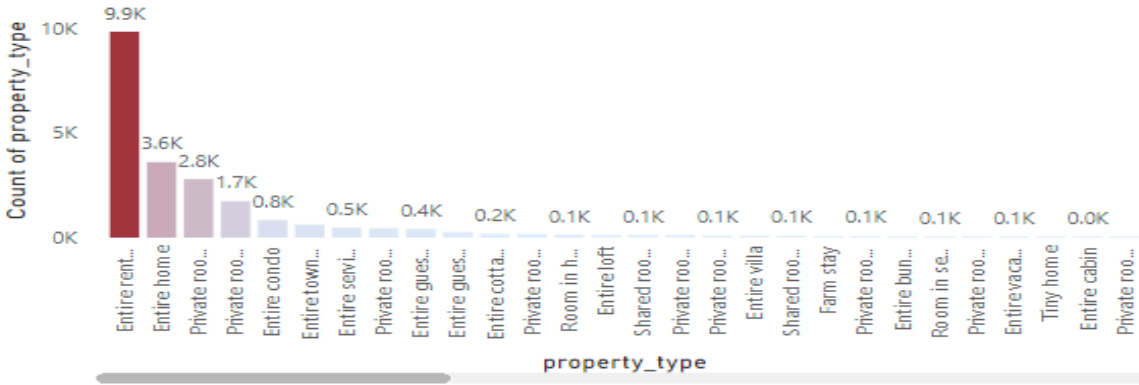 9.9K
10K
3.6K
2.8K
1.7K
0.8K
0.5K
0.4K
0.2K
0.1K
0.1K
0.1K
0.1K
0.1K
0.1K
0.1K
0.0K
5K
0K
Count of property_type
Entire rent...
Entire home
Private roo...
Private roo...
Entire condo
Entire town...
Entire servi...
Private roo...
Entire gues...
Entire gues...
Entire cotta...
Private roo...
Room in h...
Entire loft
Shared roo...
Private roo...
Private roo...
Entire villa
Shared roo...
Farm stay
Private roo...
Entire bun...
Room in se...
Private roo...
Entire vaca...
Tiny home
Entire cabin
Private roo...
property_type